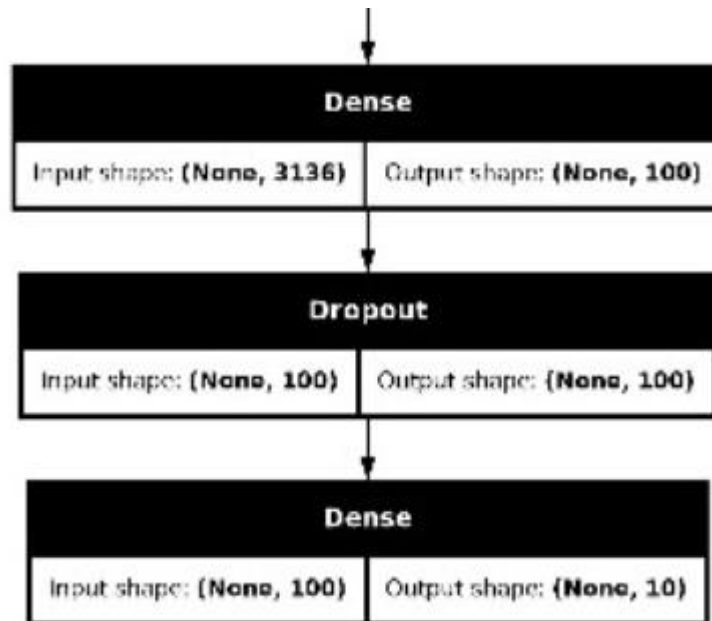 Dense
Input shape: (None, 3136) Output shape: (None, 100)
Dropout
Input shape: (None, 100) Output shape: (None, 100)
Dense
Input shape: (None, 100) Output shape: (None, 10)